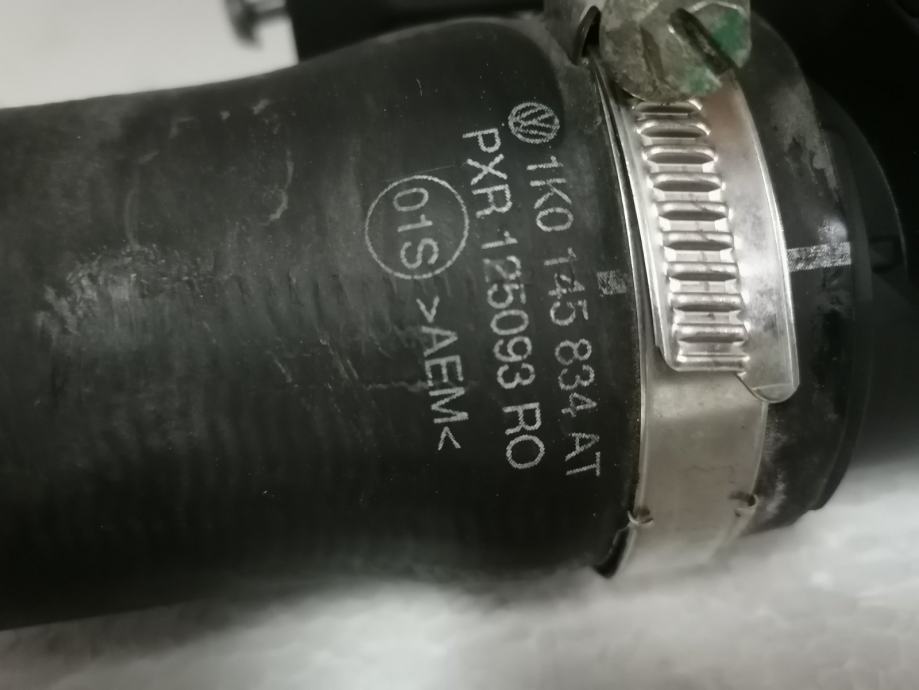 1K0 145 834 AT
PXR 125093 RO
01S >AEM<